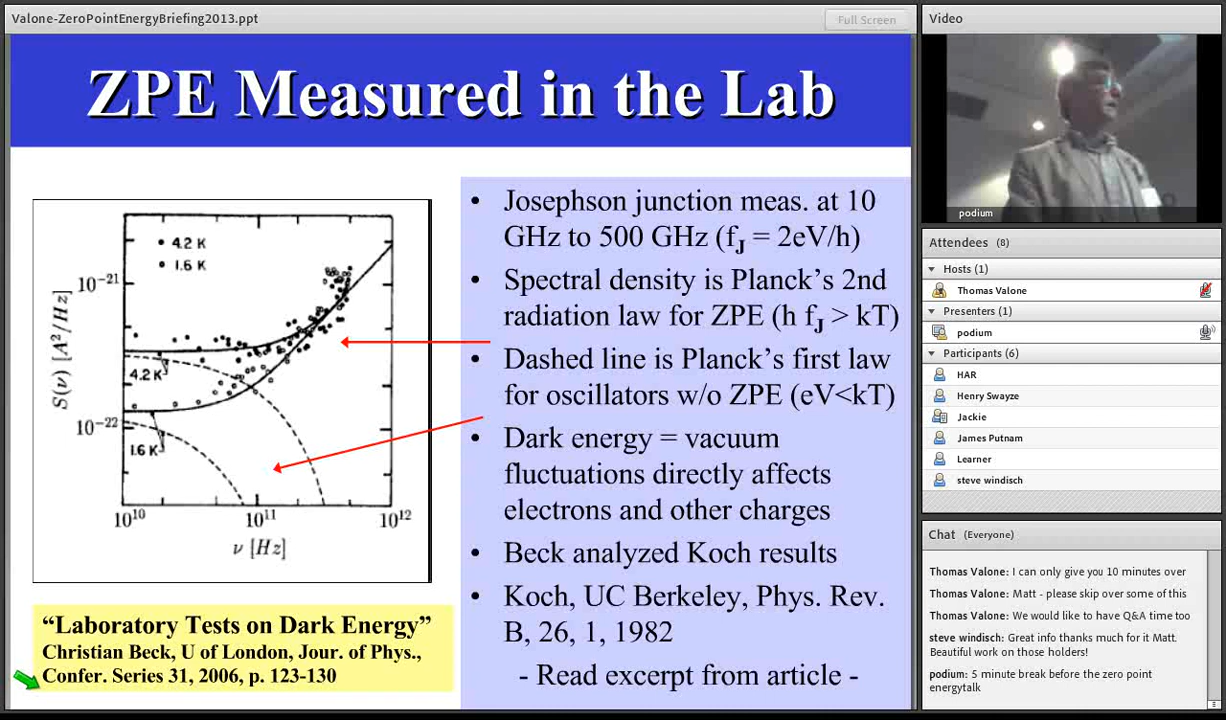 Valone-ZeroPointEnergyBriefing2013.ppt
Full Screen
ZPE Measured in the Lab
4.2 K
1.6 K
10-21
S(ν) [A2/Hz]
4.2K
10-22
1.6 K
1010
1011
1012
ν [Hz]
"Laboratory Tests on Dark Energy"
Christian Beck, U of London, Jour. of Phys.,
Confer. Series 31, 2006, p. 123-130
• Josephson junction meas. at 10
GHz to 500 GHz (fJ = 2eV/h)
• Spectral density is Planck's 2nd
radiation law for ZPE (h fJ > kT)
• Dashed line is Planck's first law
for oscillators w/o ZPE (eV<kT)
• Dark energy = vacuum
fluctuations directly affects
electrons and other charges
• Beck analyzed Koch results
• Koch, UC Berkeley, Phys. Rev.
B, 26, 1, 1982
- Read excerpt from article -
Video
podium
Attendees (8)
Hosts (1)
Thomas Valone
Presenters (1)
podium
Participants (6)
HAR
Henry Swayze
Jackie
James Putnam
Learner
steve windisch
Chat (Everyone)
Thomas Valone: I can only give you 10 minutes over
Thomas Valone: Matt - please skip over some of this
Thomas Valone: We would like to have Q&A time too
steve windisch: Great info thanks much for it Matt.
Beautiful work on those holders!
podium: 5 minute break before the zero point
energytalk